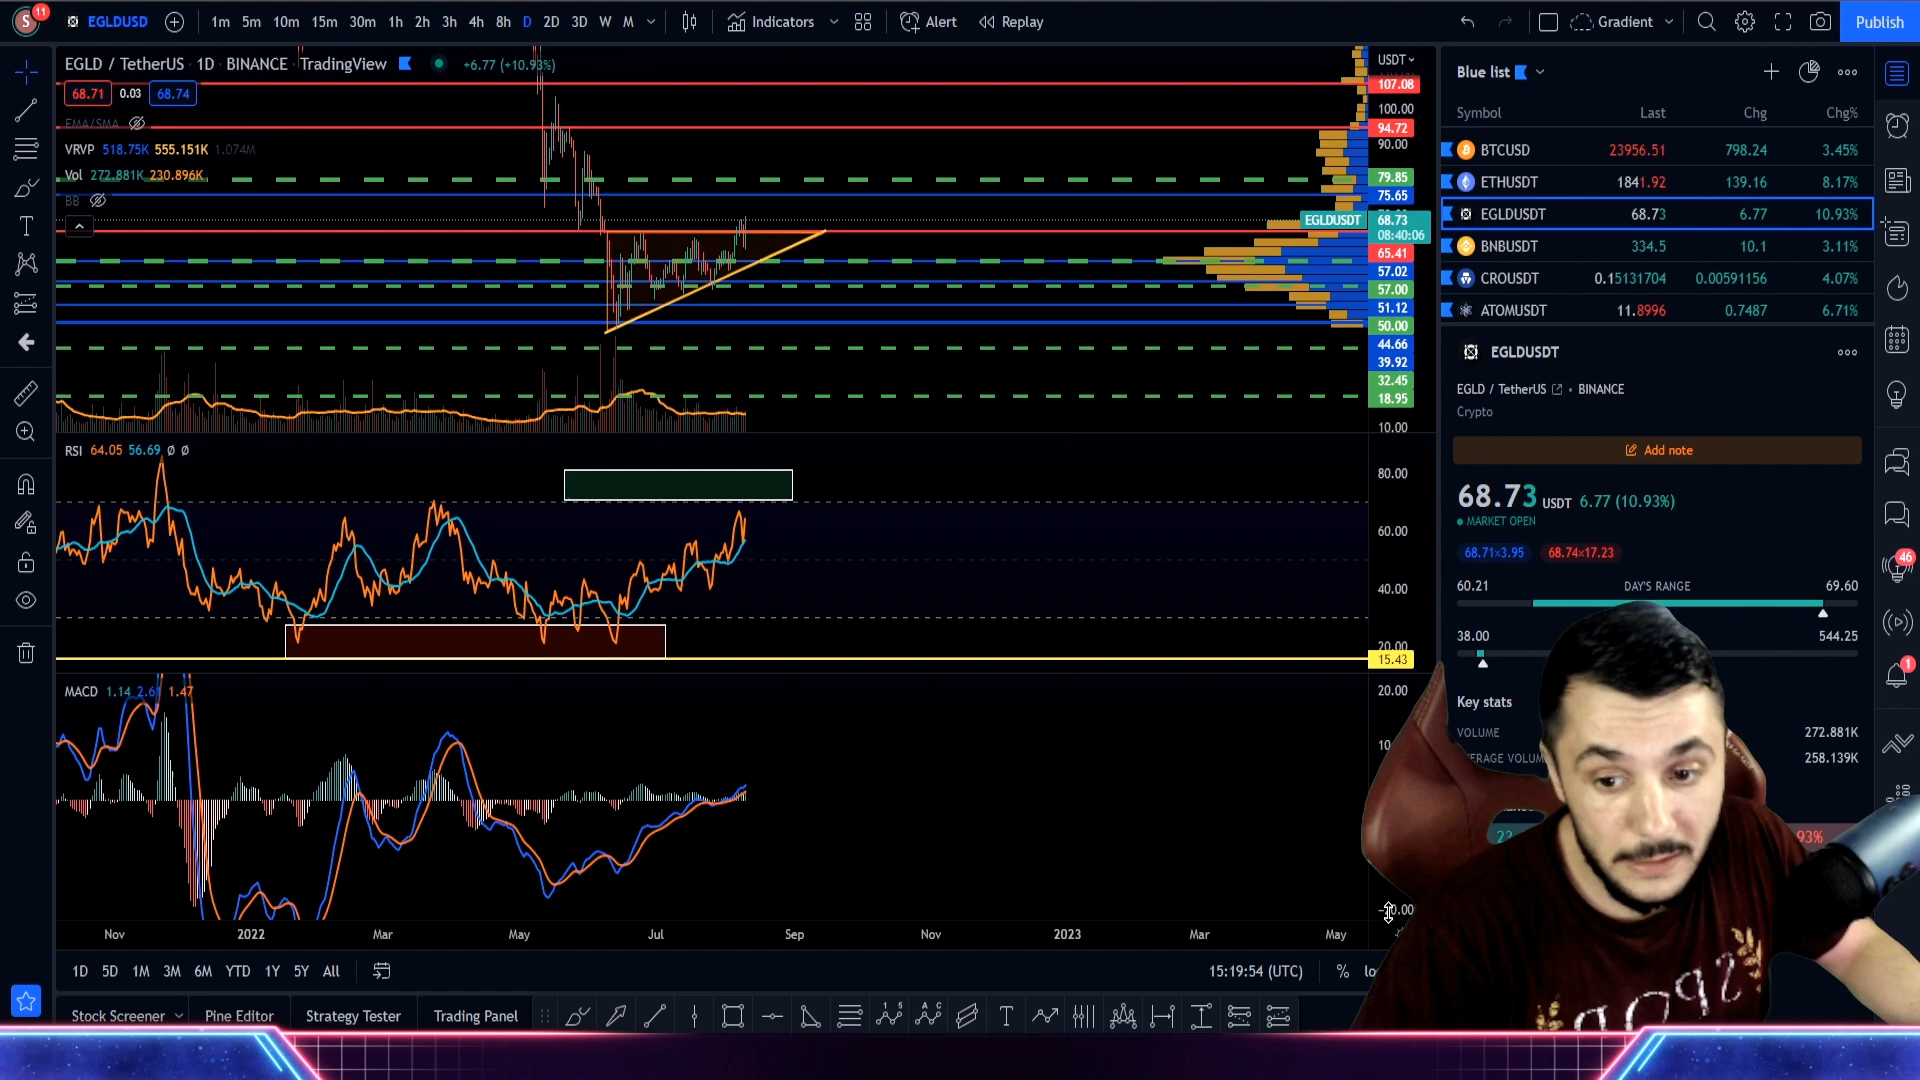 S 11 EGLDUSD 1m 5m 10m 15m 30m 1h 2h 3h 4h 8h D 2D 3D W M Indicators Alert Replay Gradient Publish
EGLD / TetherUS · 1D · BINANCE · TradingView +6.77 (+10.93%)
68.71 0.03 68.74
EMA/SMA
VRVP 518.75K 555.151K 1.074M
Vol 272.881K 230.896K
BB
USDT
107.08
100.00
94.72
90.00
79.85
75.65
EGLDUSDT 68.73
08:40:06
65.41
57.02
57.00
51.12
50.00
44.66
39.92
32.45
18.95
10.00
RSI 64.05 56.69 Ø Ø
80.00
60.00
40.00
20.00
15.43
MACD 1.14 2.61 1.47
20.00
Nov 2022 Mar May Jul Sep Nov 2023 Mar May
1D 5D 1M 3M 6M YTD 1Y 5Y All 15:19:54 (UTC) %
Stock Screener Pine Editor Strategy Tester Trading Panel
Blue list
Symbol Last Chg Chg%
BTCUSD 23956.51 798.24 3.45%
ETHUSDT 1841.92 139.16 8.17%
EGLDUSDT 68.73 6.77 10.93%
BNBUSDT 334.5 10.1 3.11%
CROUSDT 0.15131704 0.00591156 4.07%
ATOMUSDT 11.8996 0.7487 6.71%
EGLDUSDT
EGLD / TetherUS · BINANCE
Crypto
Add note
68.73 USDT 6.77 (10.93%)
MARKET OPEN
68.71×3.95 68.74×17.23
60.21 DAY'S RANGE 69.60
38.00 544.25
Key stats
VOLUME 272.881K
258.139K
93%
46
1